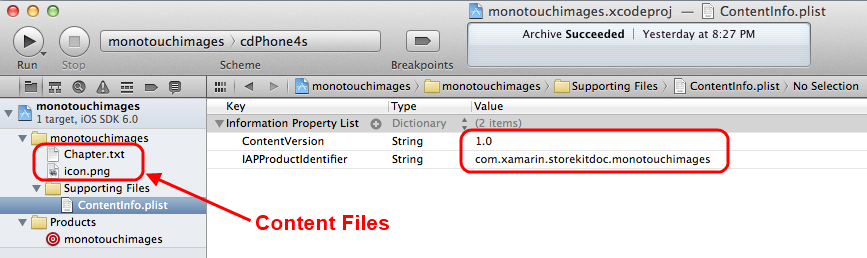 monotouchimages.xcodeproj — ContentInfo.plist
Run
Stop
monotouchimages › cdPhone4s
Scheme
Breakpoints
Archive Succeeded | Yesterday at 8:27 PM
monotouchimages › monotouchimages › Supporting Files › ContentInfo.plist › No Selection
monotouchimages
1 target, iOS SDK 6.0
monotouchimages
Chapter.txt
icon.png
Supporting Files
ContentInfo.plist
Products
monotouchimages
Key Type Value
Information Property List Dictionary (2 items)
ContentVersion String 1.0
IAPProductIdentifier String com.xamarin.storekitdoc.monotouchimages
Content Files